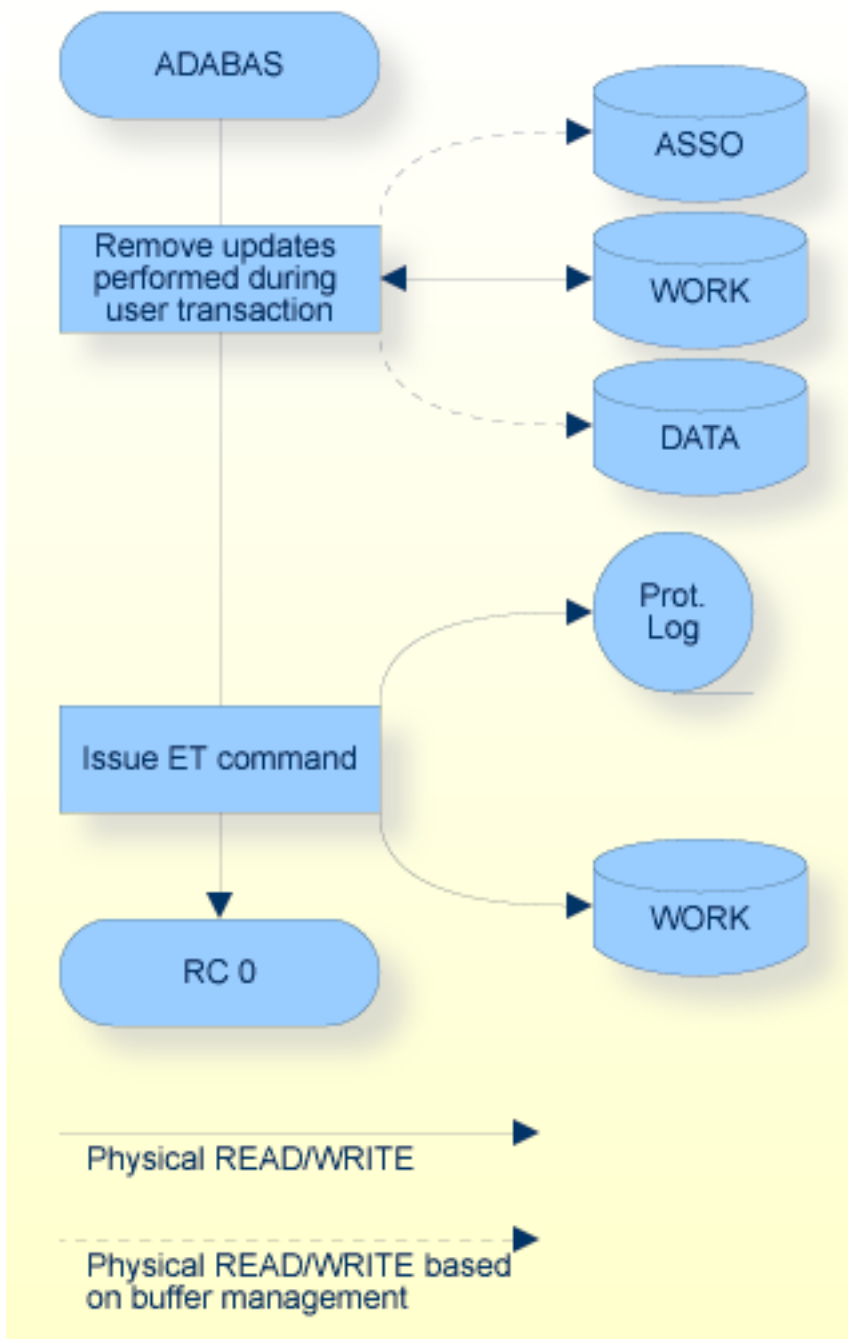 ADABAS
ASSO
Remove updates
performed during
user transaction
WORK
DATA
Prot.
Log
Issue ET command
WORK
RC 0
Physical READ/WRITE
Physical READ/WRITE based
on buffer management